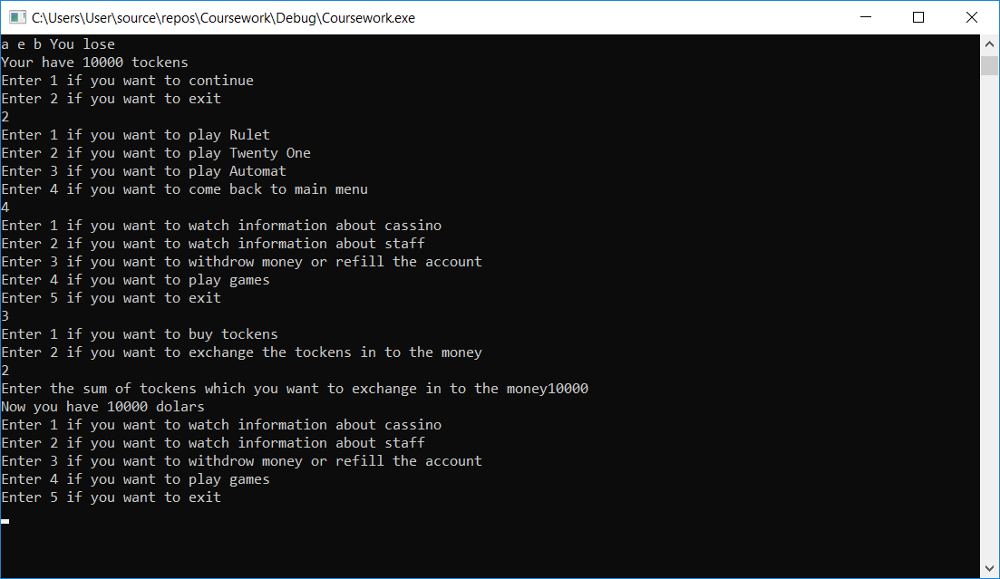 C:\Users\User\source\repos\Coursework\Debug\Coursework.exe
a e b You lose
Your have 10000 tockens
Enter 1 if you want to continue
Enter 2 if you want to exit
2
Enter 1 if you want to play Rulet
Enter 2 if you want to play Twenty One
Enter 3 if you want to play Automat
Enter 4 if you want to come back to main menu
4
Enter 1 if you want to watch information about cassino
Enter 2 if you want to watch information about staff
Enter 3 if you want to withdrow money or refill the account
Enter 4 if you want to play games
Enter 5 if you want to exit
3
Enter 1 if you want to buy tockens
Enter 2 if you want to exchange the tockens in to the money
2
Enter the sum of tockens which you want to exchange in to the money10000
Now you have 10000 dolars
Enter 1 if you want to watch information about cassino
Enter 2 if you want to watch information about staff
Enter 3 if you want to withdrow money or refill the account
Enter 4 if you want to play games
Enter 5 if you want to exit